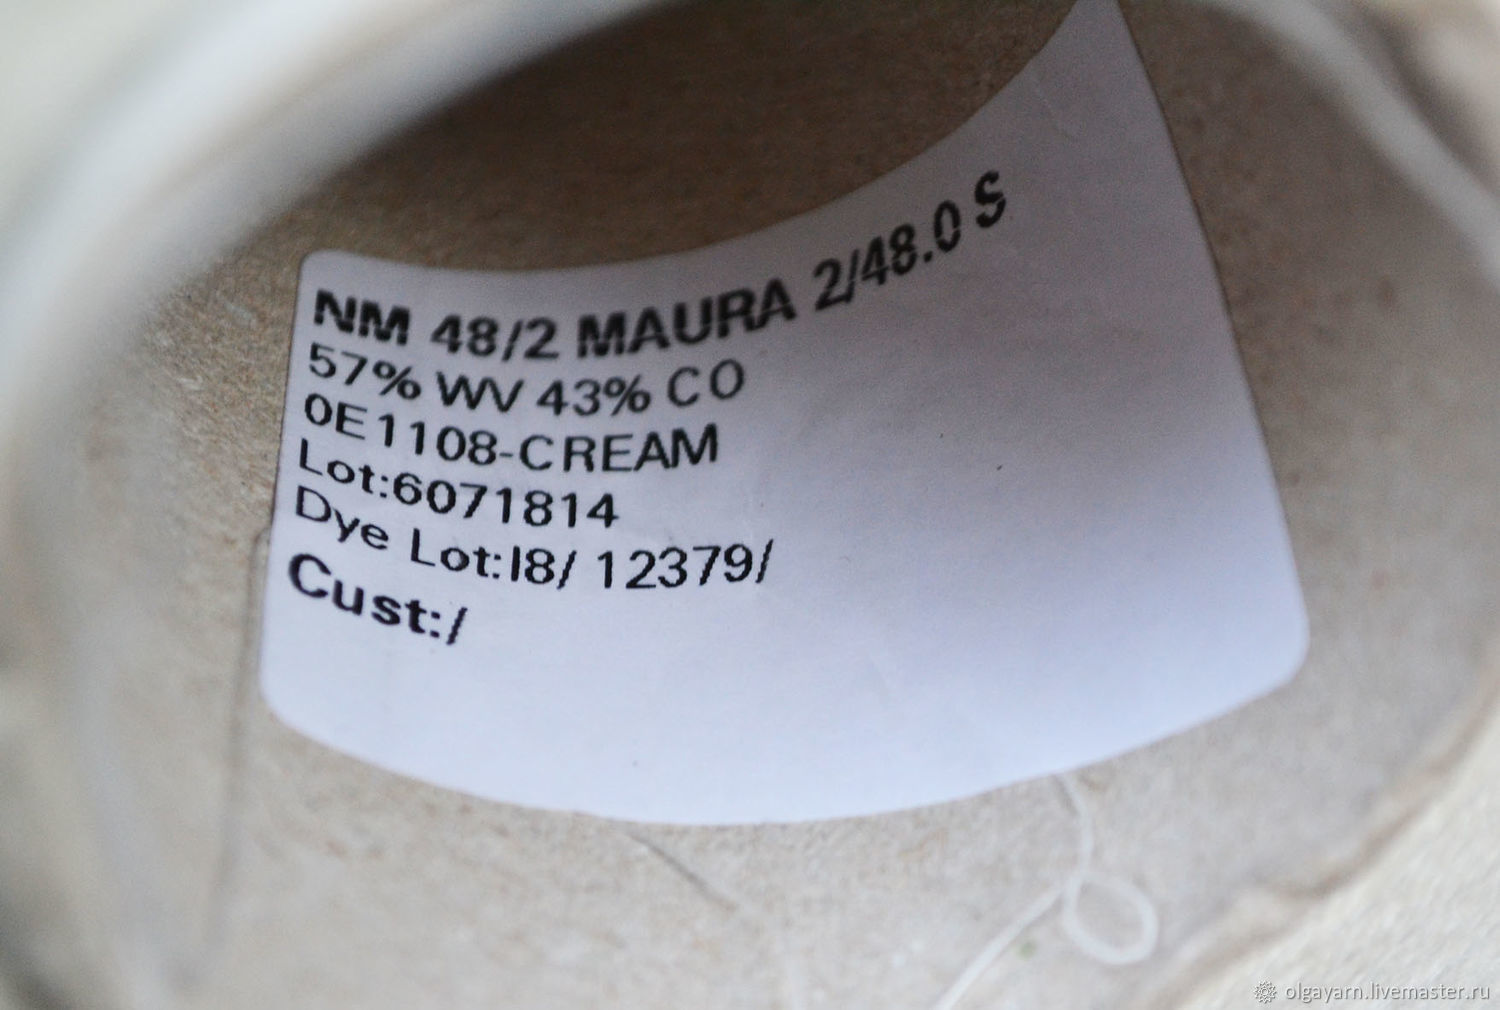 NM 48/2 MAURA 2/48.0 S
57% WV 43% CO
0E1108-CREAM
Lot:6071814
Dye Lot:I8/ 12379/
Cust:/
olgayarn.livemaster.ru